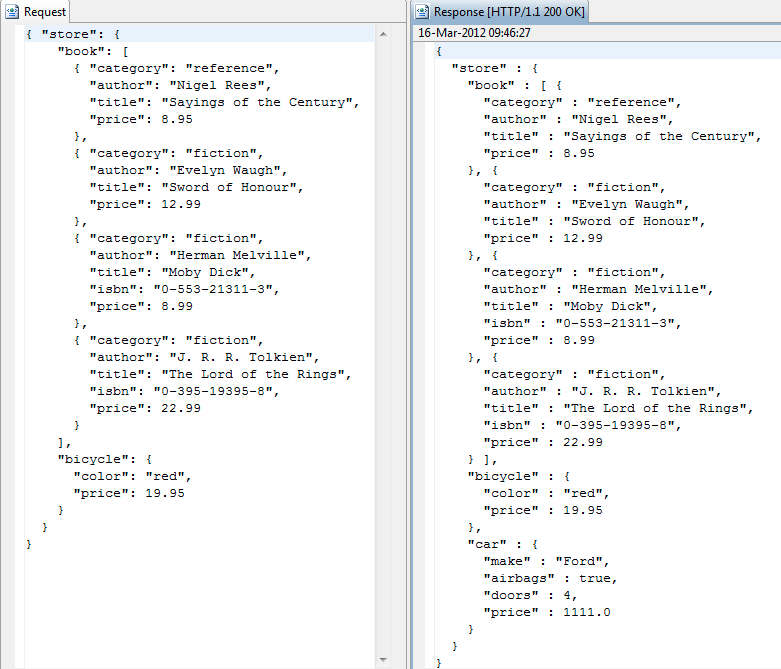 Request
{ "store": {
    "book": [
      { "category": "reference",
        "author": "Nigel Rees",
        "title": "Sayings of the Century",
        "price": 8.95
      },
      { "category": "fiction",
        "author": "Evelyn Waugh",
        "title": "Sword of Honour",
        "price": 12.99
      },
      { "category": "fiction",
        "author": "Herman Melville",
        "title": "Moby Dick",
        "isbn": "0-553-21311-3",
        "price": 8.99
      },
      { "category": "fiction",
        "author": "J. R. R. Tolkien",
        "title": "The Lord of the Rings",
        "isbn": "0-395-19395-8",
        "price": 22.99
      }
    ],
    "bicycle": {
      "color": "red",
      "price": 19.95
    }
  }
}
Response [HTTP/1.1 200 OK]
16-Mar-2012 09:46:27
{
  "store" : {
    "book" : [ {
      "category" : "reference",
      "author" : "Nigel Rees",
      "title" : "Sayings of the Century",
      "price" : 8.95
    }, {
      "category" : "fiction",
      "author" : "Evelyn Waugh",
      "title" : "Sword of Honour",
      "price" : 12.99
    }, {
      "category" : "fiction",
      "author" : "Herman Melville",
      "title" : "Moby Dick",
      "isbn" : "0-553-21311-3",
      "price" : 8.99
    }, {
      "category" : "fiction",
      "author" : "J. R. R. Tolkien",
      "title" : "The Lord of the Rings",
      "isbn" : "0-395-19395-8",
      "price" : 22.99
    } ],
    "bicycle" : {
      "color" : "red",
      "price" : 19.95
    },
    "car" : {
      "make" : "Ford",
      "airbags" : true,
      "doors" : 4,
      "price" : 1111.0
    }
  }
}